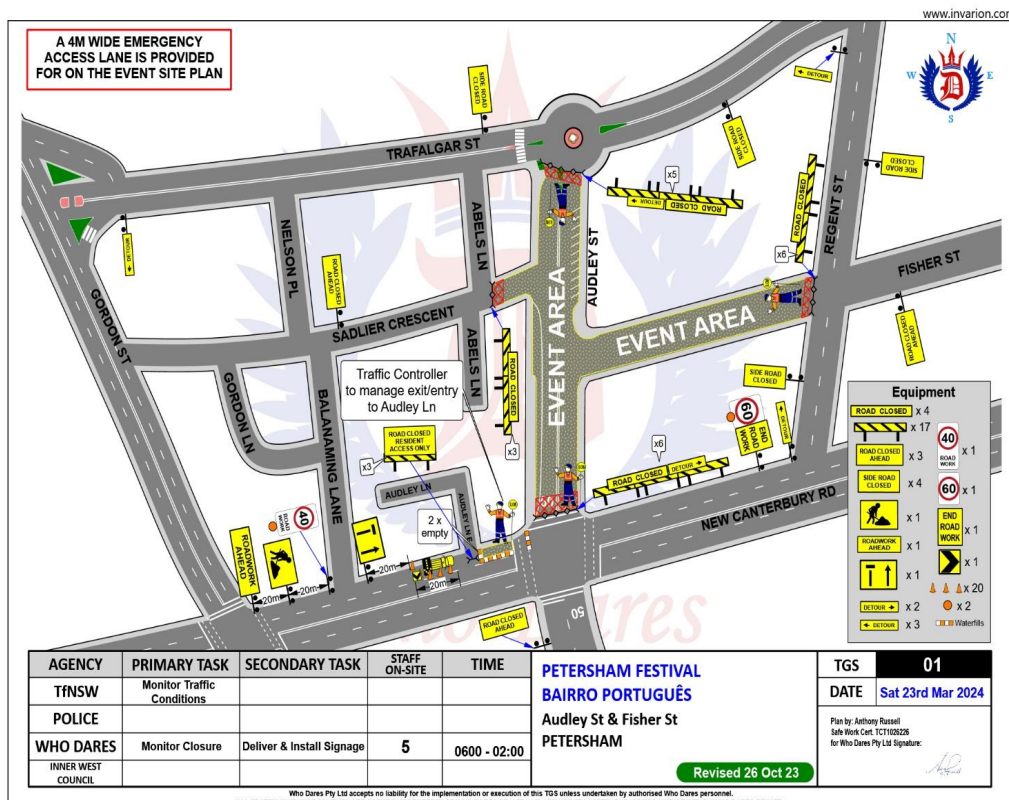 www.invarion.com
A 4M WIDE EMERGENCY
ACCESS LANE IS PROVIDED
FOR ON THE EVENT SITE PLAN
N
W
E
S
D
SIDE ROAD
CLOSED
← DETOUR
TRAFALGAR ST
SIDE ROAD
CLOSED
x5
ROAD CLOSED
DETOUR →
ROAD CLOSED
x6
REGENT ST
SIDE ROAD
CLOSED
FISHER ST
ROAD CLOSED
AHEAD
DETOUR
GORDON ST
NELSON PL
ROAD CLOSED
AHEAD
ABELS LN
SADLIER CRESCENT
ABELS LN
AUDLEY ST
EVENT AREA
EVENT AREA
GORDON LN
BALANAMING LANE
Traffic Controller
to manage exit/entry
to Audley Ln
ROAD CLOSED
x3
ROAD CLOSED
RESIDENT
ACCESS ONLY
x3
AUDLEY LN
AUDLEY LN E
2 x
empty
x6
ROAD CLOSED
DETOUR →
SIDE ROAD
CLOSED
60
END
ROAD
WORK
← DETOUR
NEW CANTERBURY RD
ROADWORK
AHEAD
ROAD
WORK
40
20m
20m
20m
20m
ROAD CLOSED
AHEAD
50
Equipment
ROAD CLOSED x 4
x 17
ROAD CLOSED
AHEAD
x 3
40
ROAD
WORK
x 1
SIDE ROAD
CLOSED
x 4
60
x 1
x 1
END
ROAD
WORK
x 1
ROADWORK
AHEAD
x 1
x 1
x 1
x 20
DETOUR → x 2
x 2
← DETOUR x 3
Waterfills
AGENCY
PRIMARY TASK
SECONDARY TASK
STAFF
ON-SITE
TIME
TfNSW
Monitor Traffic
Conditions
POLICE
WHO DARES
Monitor Closure
Deliver & Install Signage
5
0600 - 02:00
INNER WEST
COUNCIL
PETERSHAM FESTIVAL
BAIRRO PORTUGUÊS
Audley St & Fisher St
PETERSHAM
Revised 26 Oct 23
TGS
01
DATE
Sat 23rd Mar 2024
Plan by: Anthony Russell
Safe Work Cert. TCT1026226
for Who Dares Pty Ltd Signature:
Who Dares Pty Ltd accepts no liability for the implementation or execution of this TGS unless undertaken by authorised Who Dares personnel.